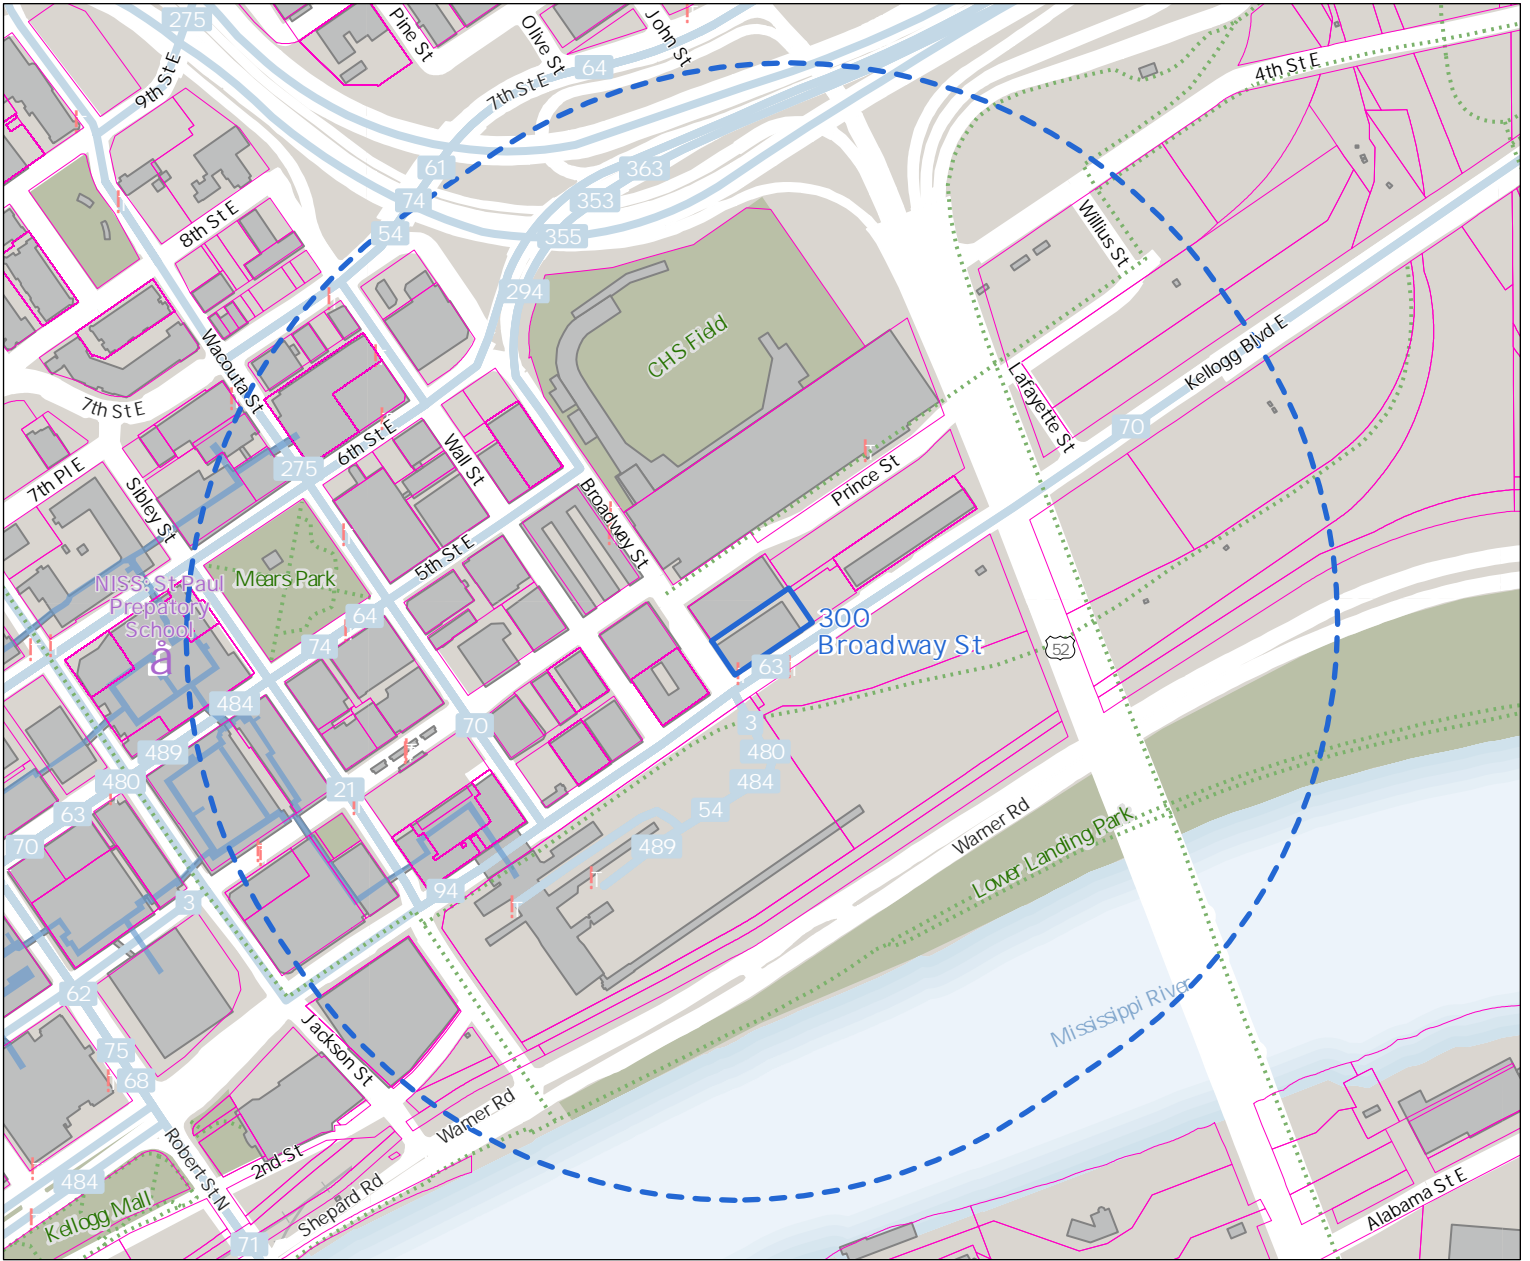 275
Pine St
Olive St
John St
9th St E
7th St E
64
4th St E
61
363
74
353
8th St E
54
355
Willius St
294
CHS Field
Wacouta St
Kellogg Blvd E
7th St E
Lafayette St
70
6th St E
Wall St
7th Pl E
275
Prince St
Sibley St
Broadway St
5th St E
NISS: St Paul
Prepatory
School
å
Mears Park
64
300
Broadway St
74
52
63
484
70
3
489
480
480
484
21
63
54
Warner Rd
70
489
Lower Landing Park
94
3
62
Mississippi River
Jackson St
75
68
Warner Rd
Robert St N
2nd St
484
Shepard Rd
Kellogg Mall
Alabama St E
71